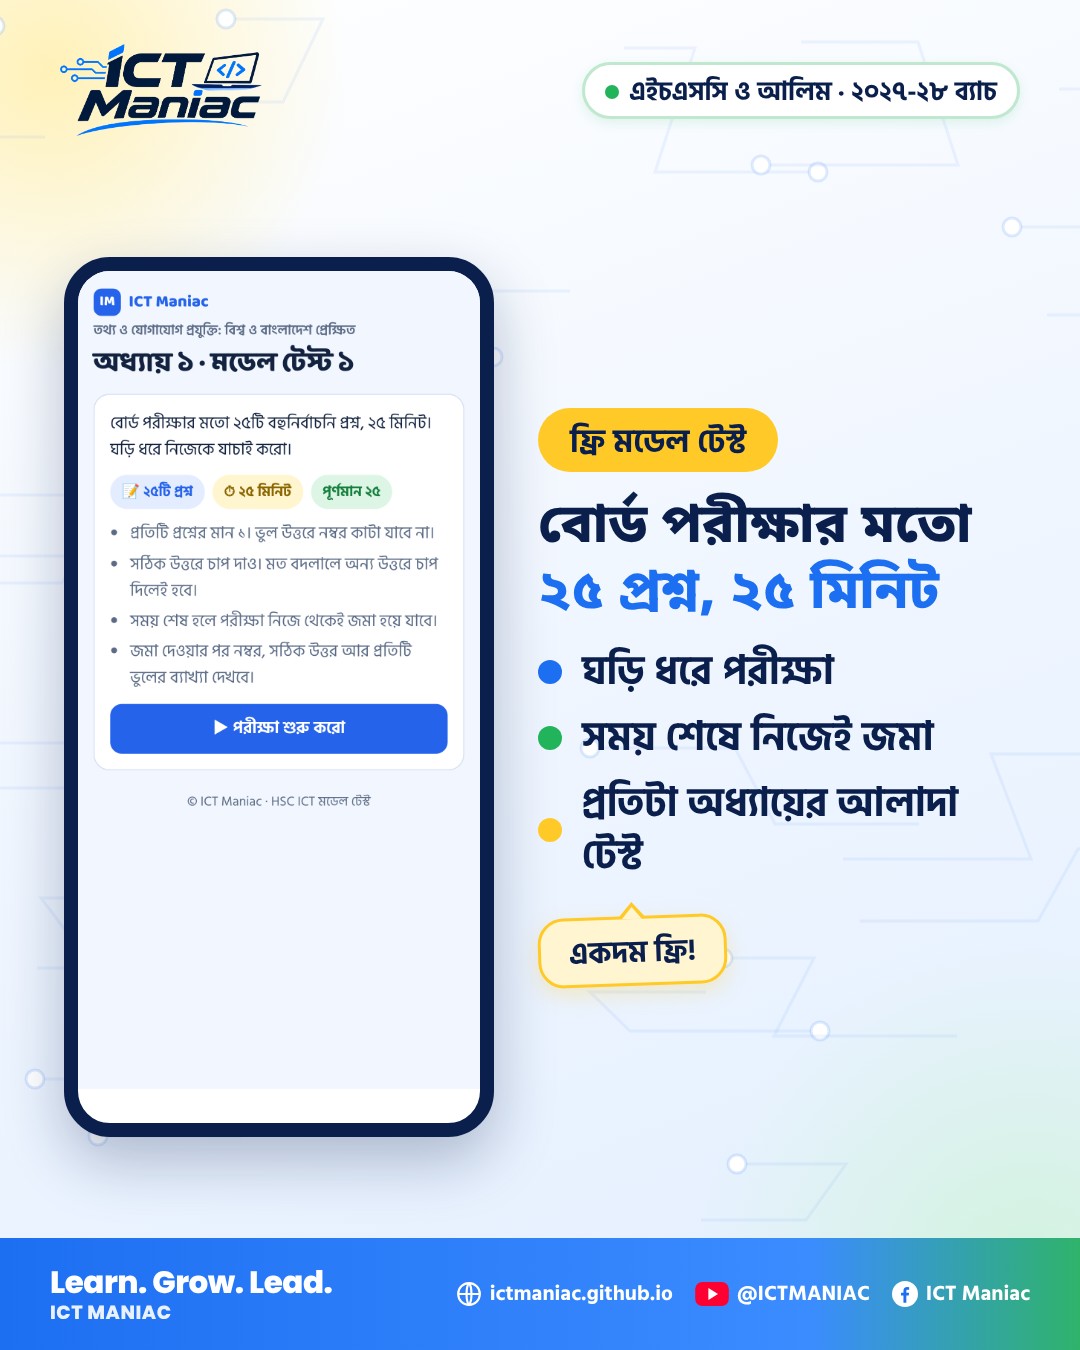 ICT
Maniac
</>
এইচএসসি ও আলিম · ২০২৭-২৮ ব্যাচ
IM ICT Maniac
তথ্য ও যোগাযোগ প্রযুক্তি: বিশ্ব ও বাংলাদেশ প্রেক্ষিত
অধ্যায় ১ · মডেল টেস্ট ১
বোর্ড পরীক্ষার মতো ২৫টি বহুনির্বাচনি প্রশ্ন, ২৫ মিনিট।
ঘড়ি ধরে নিজেকে যাচাই করো।
📝 ২৫টি প্রশ্ন ⏱ ২৫ মিনিট পূর্ণমান ২৫
• প্রতিটি প্রশ্নের মান ১। ভুল উত্তরে নম্বর কাটা যাবে না।
• সঠিক উত্তরে চাপ দাও। মত বদলালে অন্য উত্তরে চাপ
দিলেই হবে।
• সময় শেষ হলে পরীক্ষা নিজে থেকেই জমা হয়ে যাবে।
• জমা দেওয়ার পর নম্বর, সঠিক উত্তর আর প্রতিটি
ভুলের ব্যাখ্যা দেখবে।
▶ পরীক্ষা শুরু করো
© ICT Maniac · HSC ICT মডেল টেস্ট
ফ্রি মডেল টেস্ট
বোর্ড পরীক্ষার মতো
২৫ প্রশ্ন, ২৫ মিনিট
ঘড়ি ধরে পরীক্ষা
সময় শেষে নিজেই জমা
প্রতিটা অধ্যায়ের আলাদা
টেস্ট
একদম ফ্রি!
Learn. Grow. Lead.
ICT MANIAC
ictmaniac.github.io @ICTMANIAC ICT Maniac